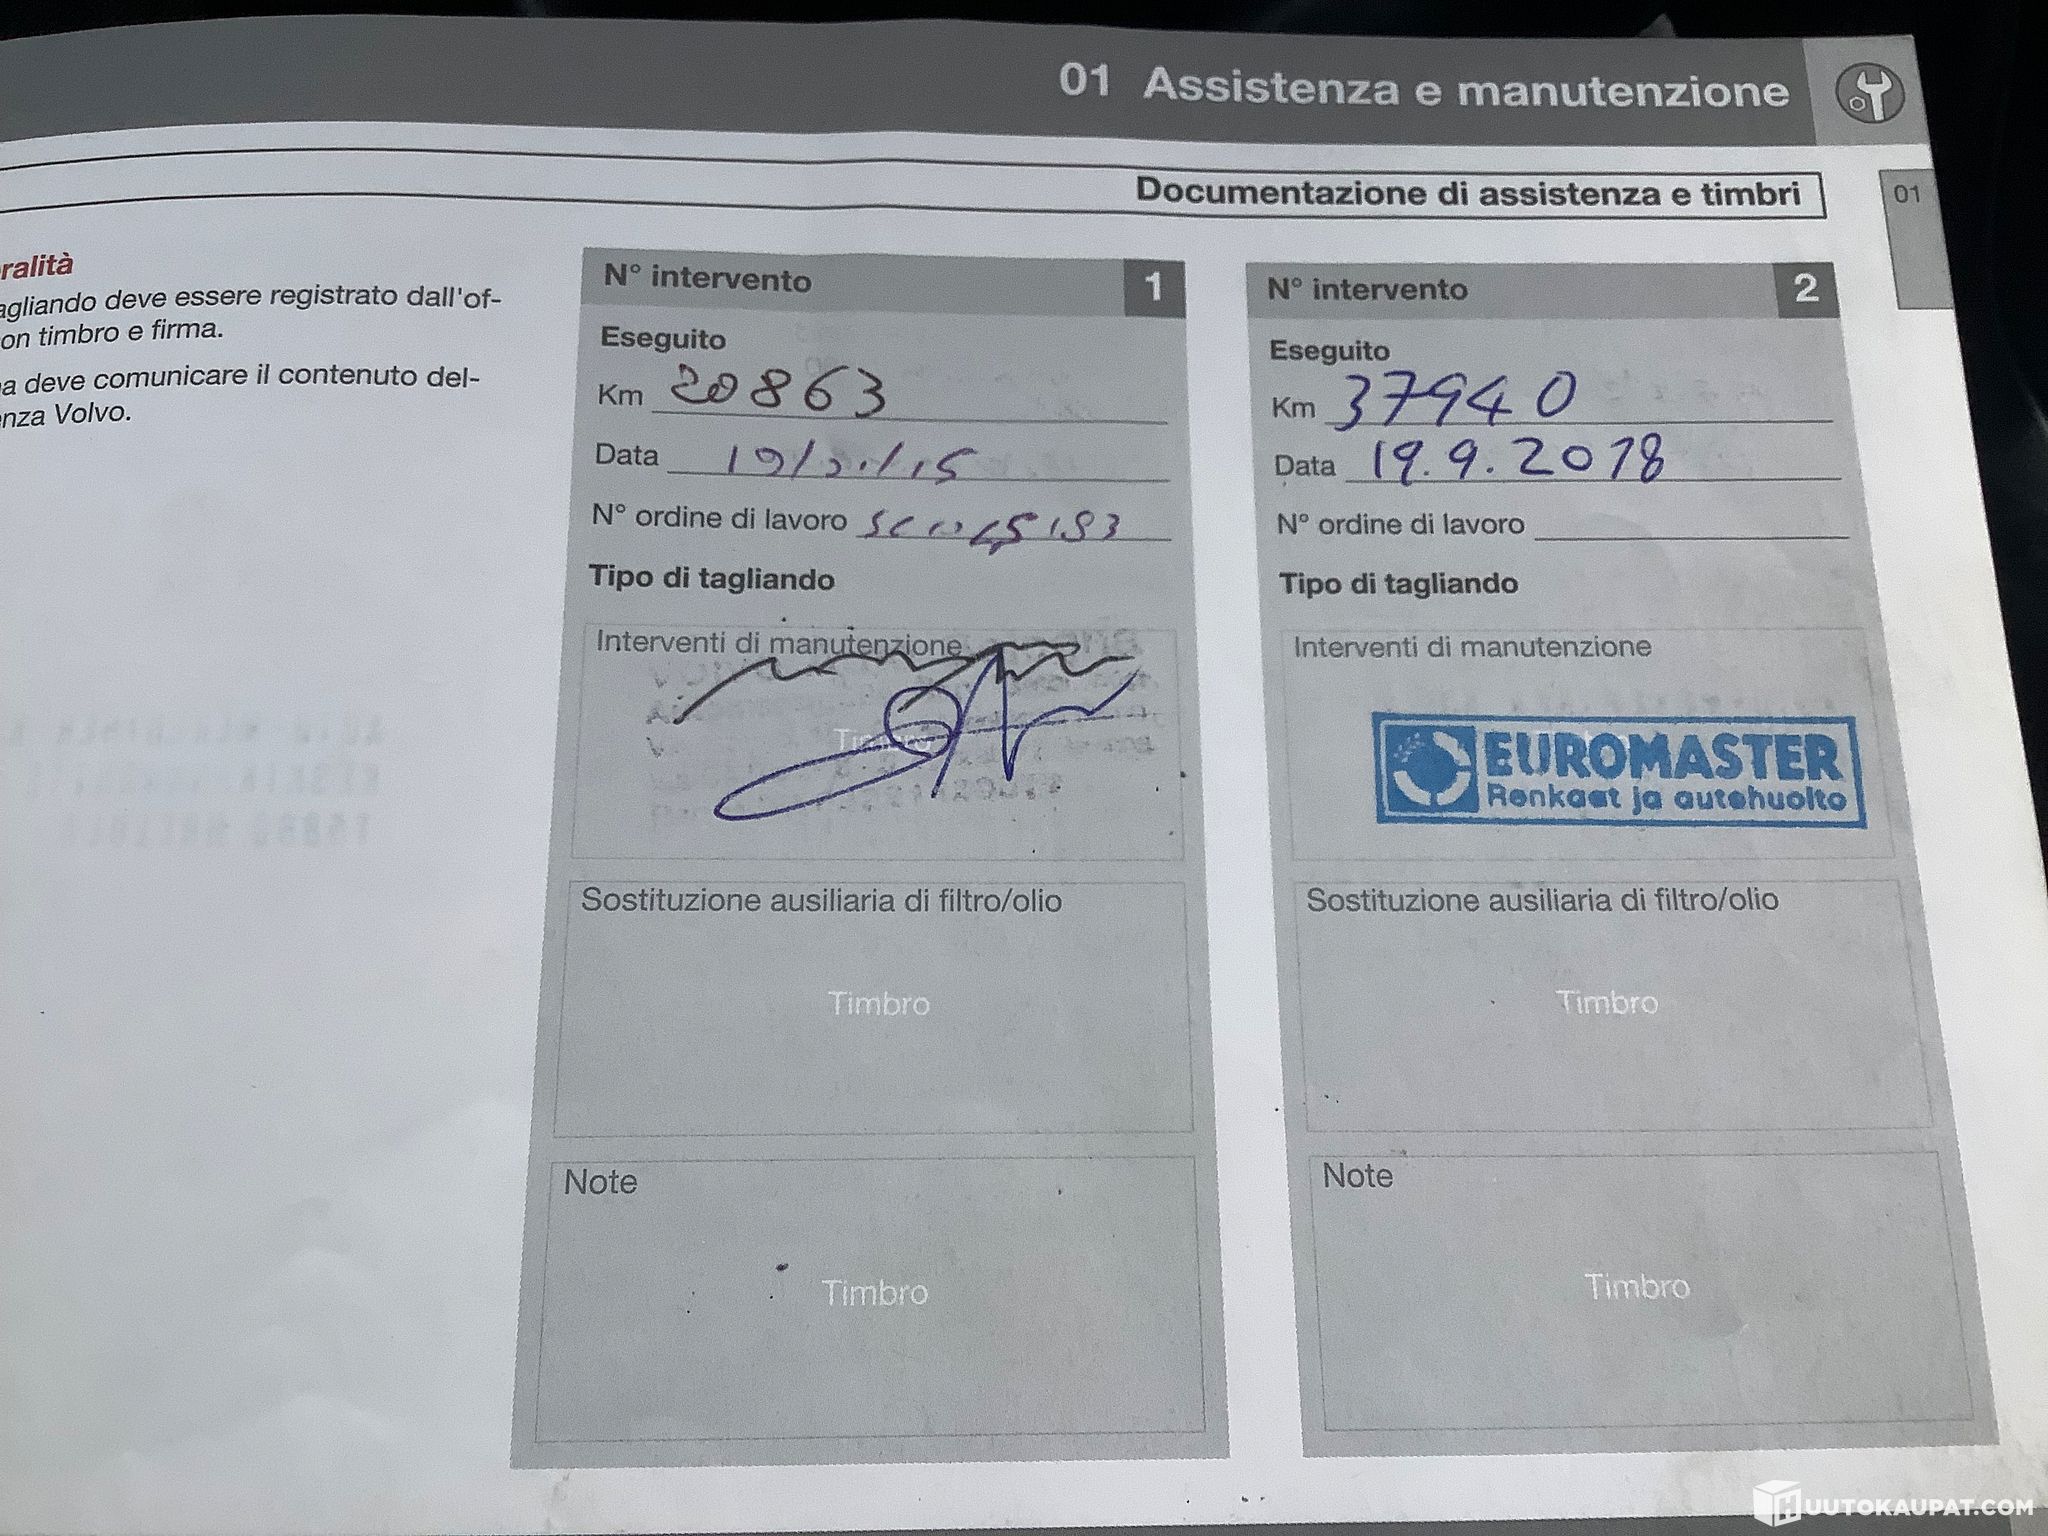 01 Assistenza e manutenzione
Documentazione di assistenza e timbri
01
ralità
agliando deve essere registrato dall'of-
on timbro e firma.
a deve comunicare il contenuto del-
nza Volvo.
N° intervento 1
Eseguito
Km 20863
Data
N° ordine di lavoro
Tipo di tagliando
Interventi di manutenzione
Timbro
Sostituzione ausiliaria di filtro/olio
Timbro
Note
Timbro
N° intervento 2
Eseguito
Km 37940
Data 19.9.2018
N° ordine di lavoro
Tipo di tagliando
Interventi di manutenzione
EUROMASTER
Renkaat ja autohuolto
Sostituzione ausiliaria di filtro/olio
Timbro
Note
Timbro
HUUTOKAUPAT.COM